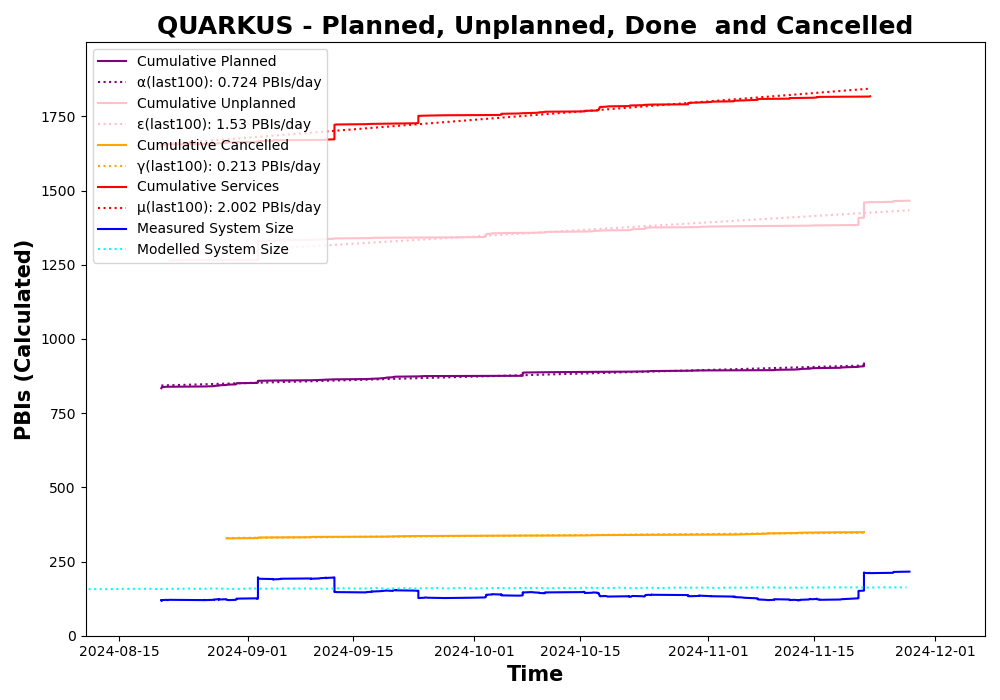 QUARKUS - Planned, Unplanned, Done  and Cancelled
Cumulative Planned
α(last100): 0.724 PBIs/day
Cumulative Unplanned
ε(last100): 1.53 PBIs/day
Cumulative Cancelled
γ(last100): 0.213 PBIs/day
Cumulative Services
μ(last100): 2.002 PBIs/day
Measured System Size
Modelled System Size
PBIs (Calculated)
1750
1500
1250
1000
750
500
250
0
2024-08-15
2024-09-01
2024-09-15
2024-10-01
2024-10-15
2024-11-01
2024-11-15
2024-12-01
Time